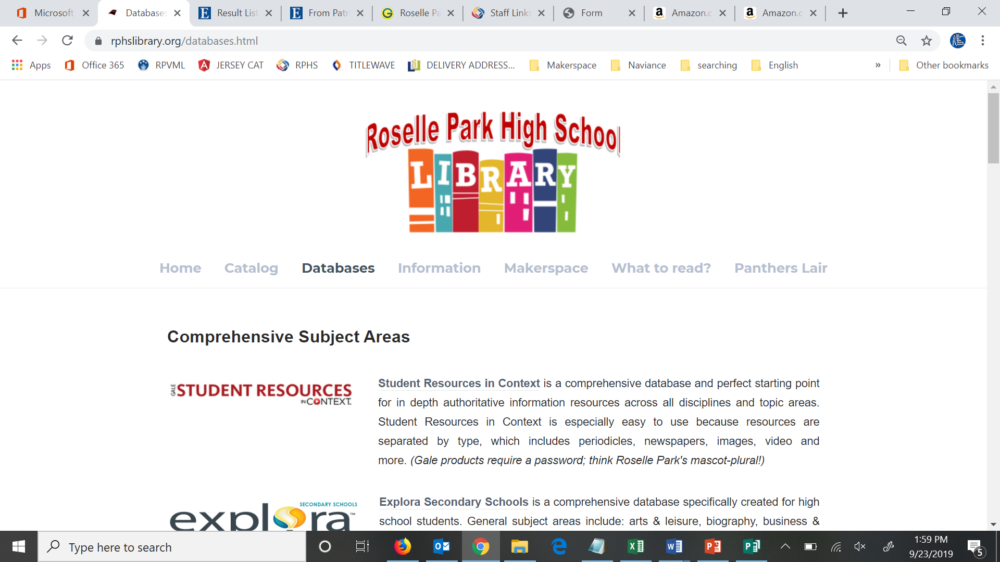 Microsoft Databases Result List From Patr Roselle Pa Staff Links Form Amazon.c Amazon.c
rphslibrary.org/databases.html
Apps Office 365 RPVML JERSEY CAT RPHS TITLEWAVE DELIVERY ADDRESS... Makerspace Naviance searching English » Other bookmarks
Roselle Park High School
LIBRARY
Home Catalog Databases Information Makerspace What to read? Panthers Lair
Comprehensive Subject Areas
GALE STUDENT RESOURCES
IN CONTEXT.
Student Resources in Context is a comprehensive database and perfect starting point
for in depth authoritative information resources across all disciplines and topic areas.
Student Resources in Context is especially easy to use because resources are
separated by type, which includes periodicles, newspapers, images, video and
more. (Gale products require a password; think Roselle Park's mascot-plural!)
SECONDARY SCHOOLS
explora™
Explora Secondary Schools is a comprehensive database specifically created for high
school students. General subject areas include: arts & leisure, biography, business &
Type here to search
1:59 PM
9/23/2019
5